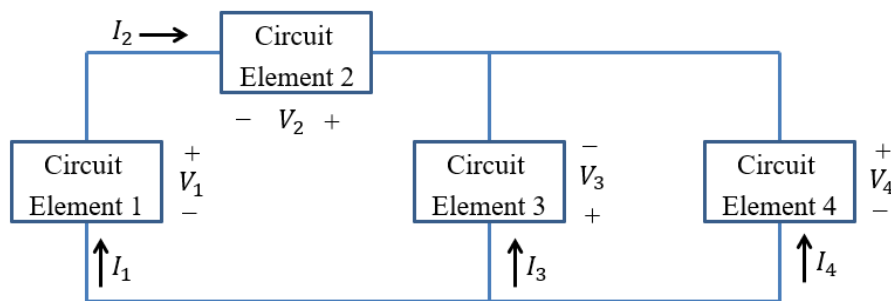 I₂
Circuit
Element 2
− V₂ +
Circuit
Element 1
+
V₁
−
Circuit
Element 3
−
V₃
+
Circuit
Element 4
+
V₄
−
I₁
I₃
I₄